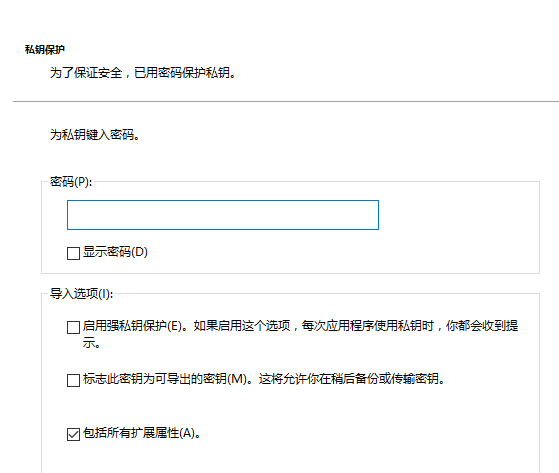 私钥保护
为了保证安全，已用密码保护私钥。
为私钥键入密码。
密码(P):
显示密码(D)
导入选项(I):
启用强私钥保护(E)。如果启用这个选项，每次应用程序使用私钥时，你都会收到提
示。
标志此密钥为可导出的密钥(M)。这将允许你在稍后备份或传输密钥。
包括所有扩展属性(A)。